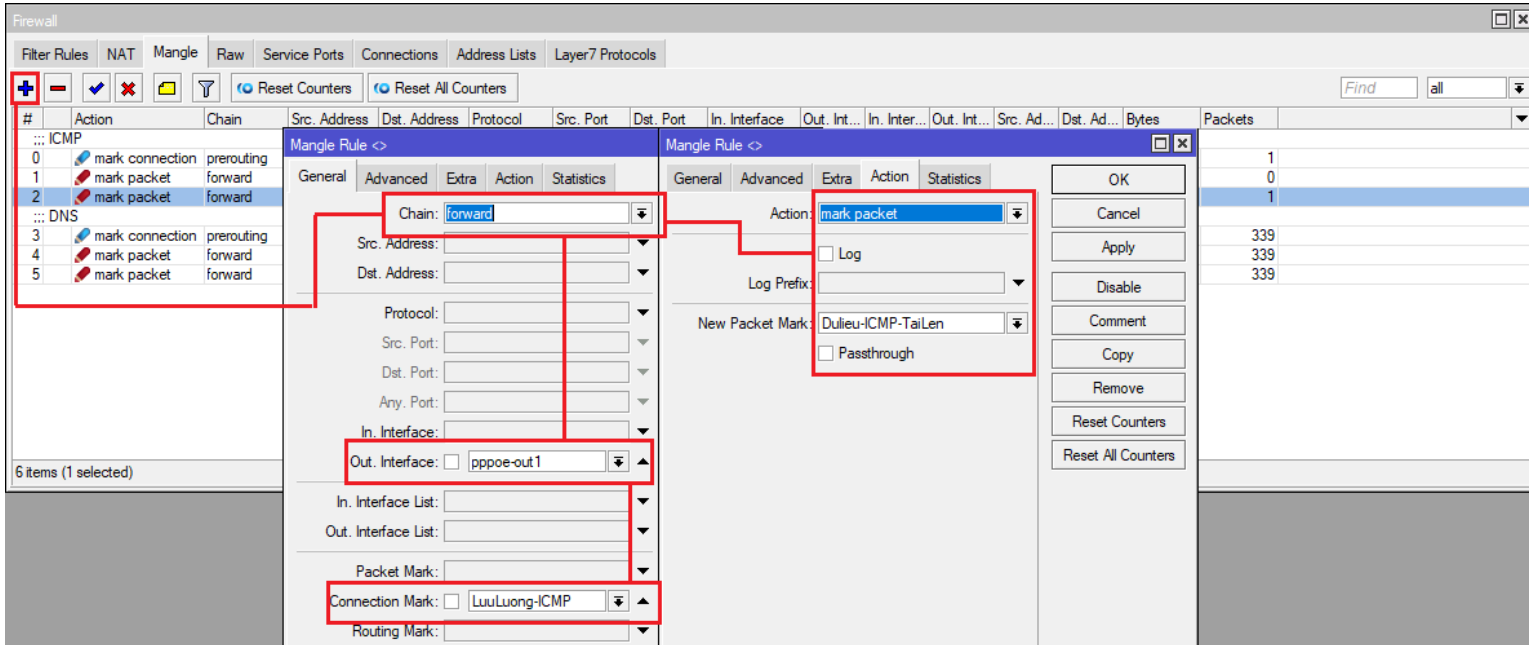 Firewall
Filter Rules NAT Mangle Raw Service Ports Connections Address Lists Layer7 Protocols
Reset Counters Reset All Counters Find all
# Action Chain Src. Address Dst. Address Protocol Src. Port Dst. Port In. Interface Out. Int... In. Inter... Out. Int... Src. Ad... Dst. Ad... Bytes Packets
::: ICMP
0 mark connection prerouting 1
1 mark packet forward 0
2 mark packet forward 1
::: DNS
3 mark connection prerouting 339
4 mark packet forward 339
5 mark packet forward 339
6 items (1 selected)
Mangle Rule <>
General Advanced Extra Action Statistics
Chain: forward
Src. Address:
Dst. Address:
Protocol:
Src. Port:
Dst. Port:
Any. Port:
In. Interface:
Out. Interface: pppoe-out1
In. Interface List:
Out. Interface List:
Packet Mark:
Connection Mark: LuuLuong-ICMP
Routing Mark:
Mangle Rule <>
General Advanced Extra Action Statistics
Action: mark packet
Log
Log Prefix:
New Packet Mark: Dulieu-ICMP-TaiLen
Passthrough
OK
Cancel
Apply
Disable
Comment
Copy
Remove
Reset Counters
Reset All Counters